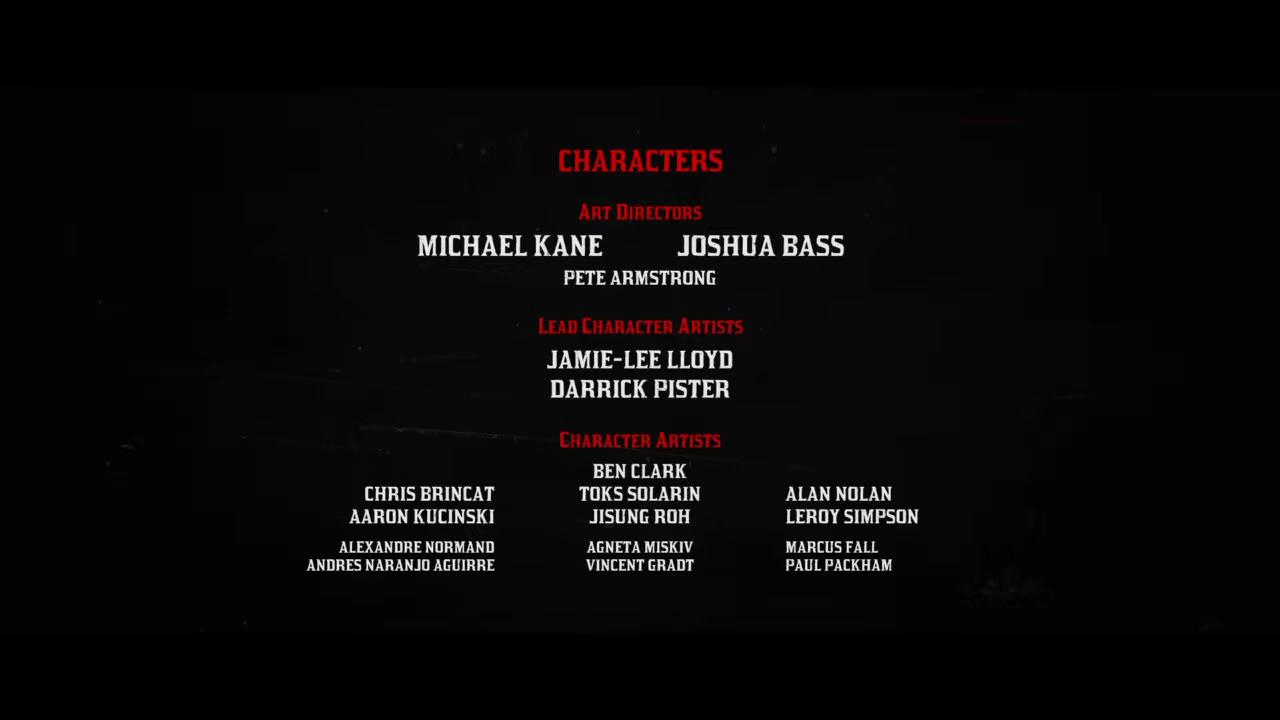 CHARACTERS
ART DIRECTORS
MICHAEL KANE JOSHUA BASS
PETE ARMSTRONG
LEAD CHARACTER ARTISTS
JAMIE-LEE LLOYD
DARRICK PISTER
CHARACTER ARTISTS
BEN CLARK
CHRIS BRINCAT TOKS SOLARIN ALAN NOLAN
AARON KUCINSKI JISUNG ROH LEROY SIMPSON
ALEXANDRE NORMAND AGNETA MISKIV MARCUS FALL
ANDRES NARANJO AGUIRRE VINCENT GRADT PAUL PACKHAM